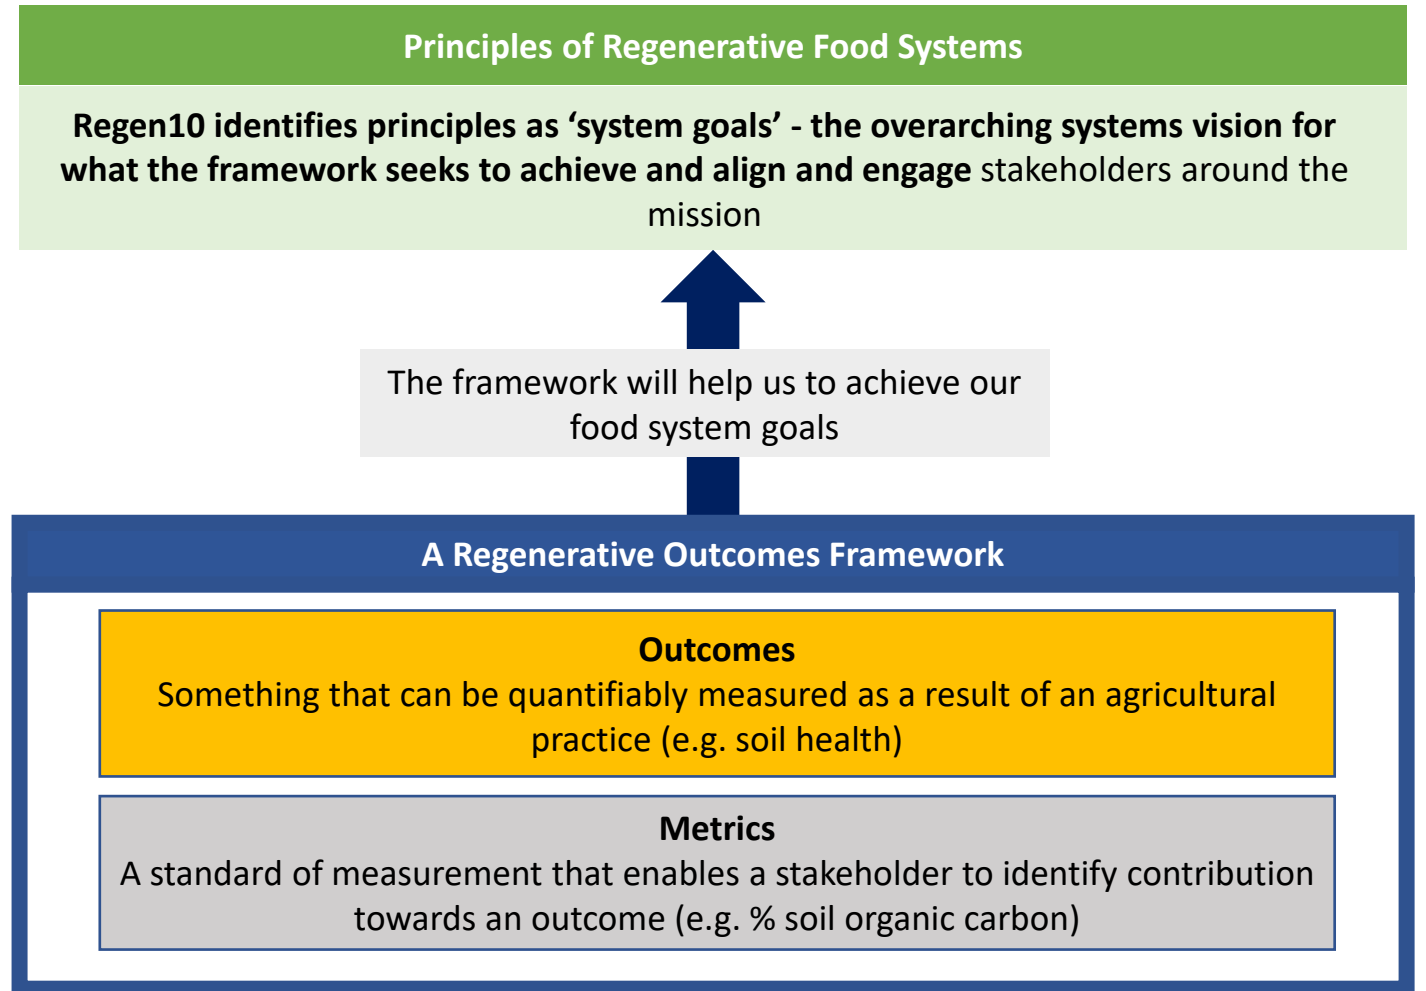 Principles of Regenerative Food Systems
Regen10 identifies principles as ‘system goals’ - the overarching systems vision for
what the framework seeks to achieve and align and engage stakeholders around the
mission
The framework will help us to achieve our
food system goals
A Regenerative Outcomes Framework
Outcomes
Something that can be quantifiably measured as a result of an agricultural
practice (e.g. soil health)
Metrics
A standard of measurement that enables a stakeholder to identify contribution
towards an outcome (e.g. % soil organic carbon)